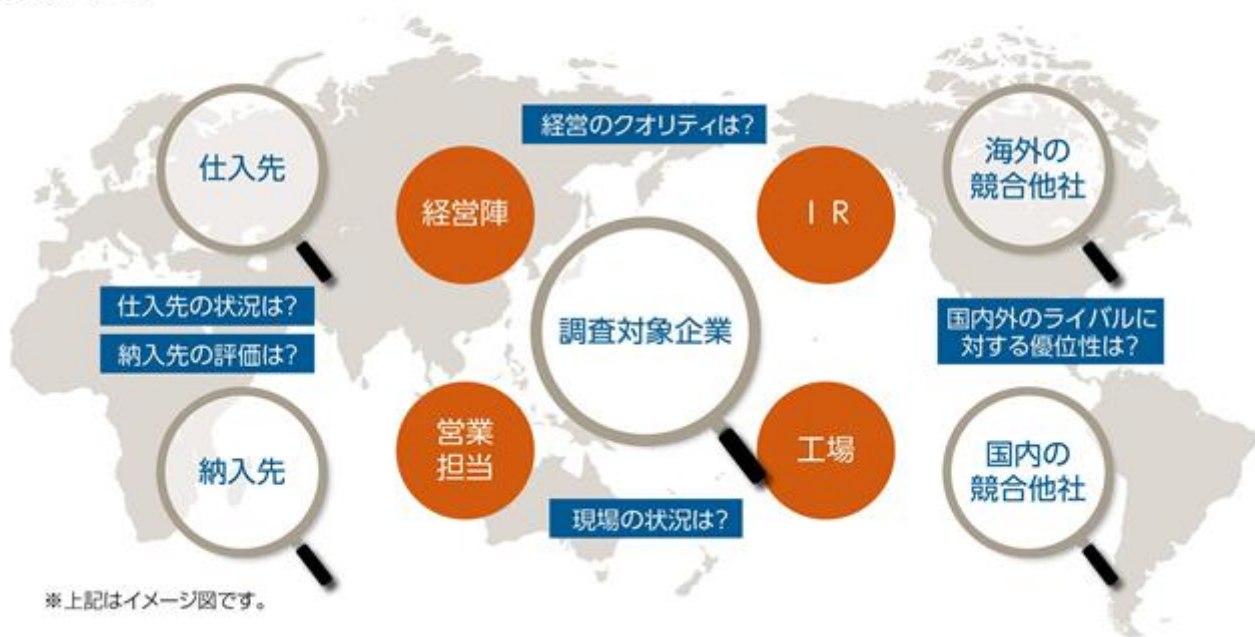 経営のクオリティは?
仕入先
海外の
競合他社
経営陣
I R
仕入先の状況は?
納入先の評価は?
調査対象企業
国内外のライバルに
対する優位性は?
営業
担当
工場
納入先
国内の
競合他社
現場の状況は?
※上記はイメージ図です。